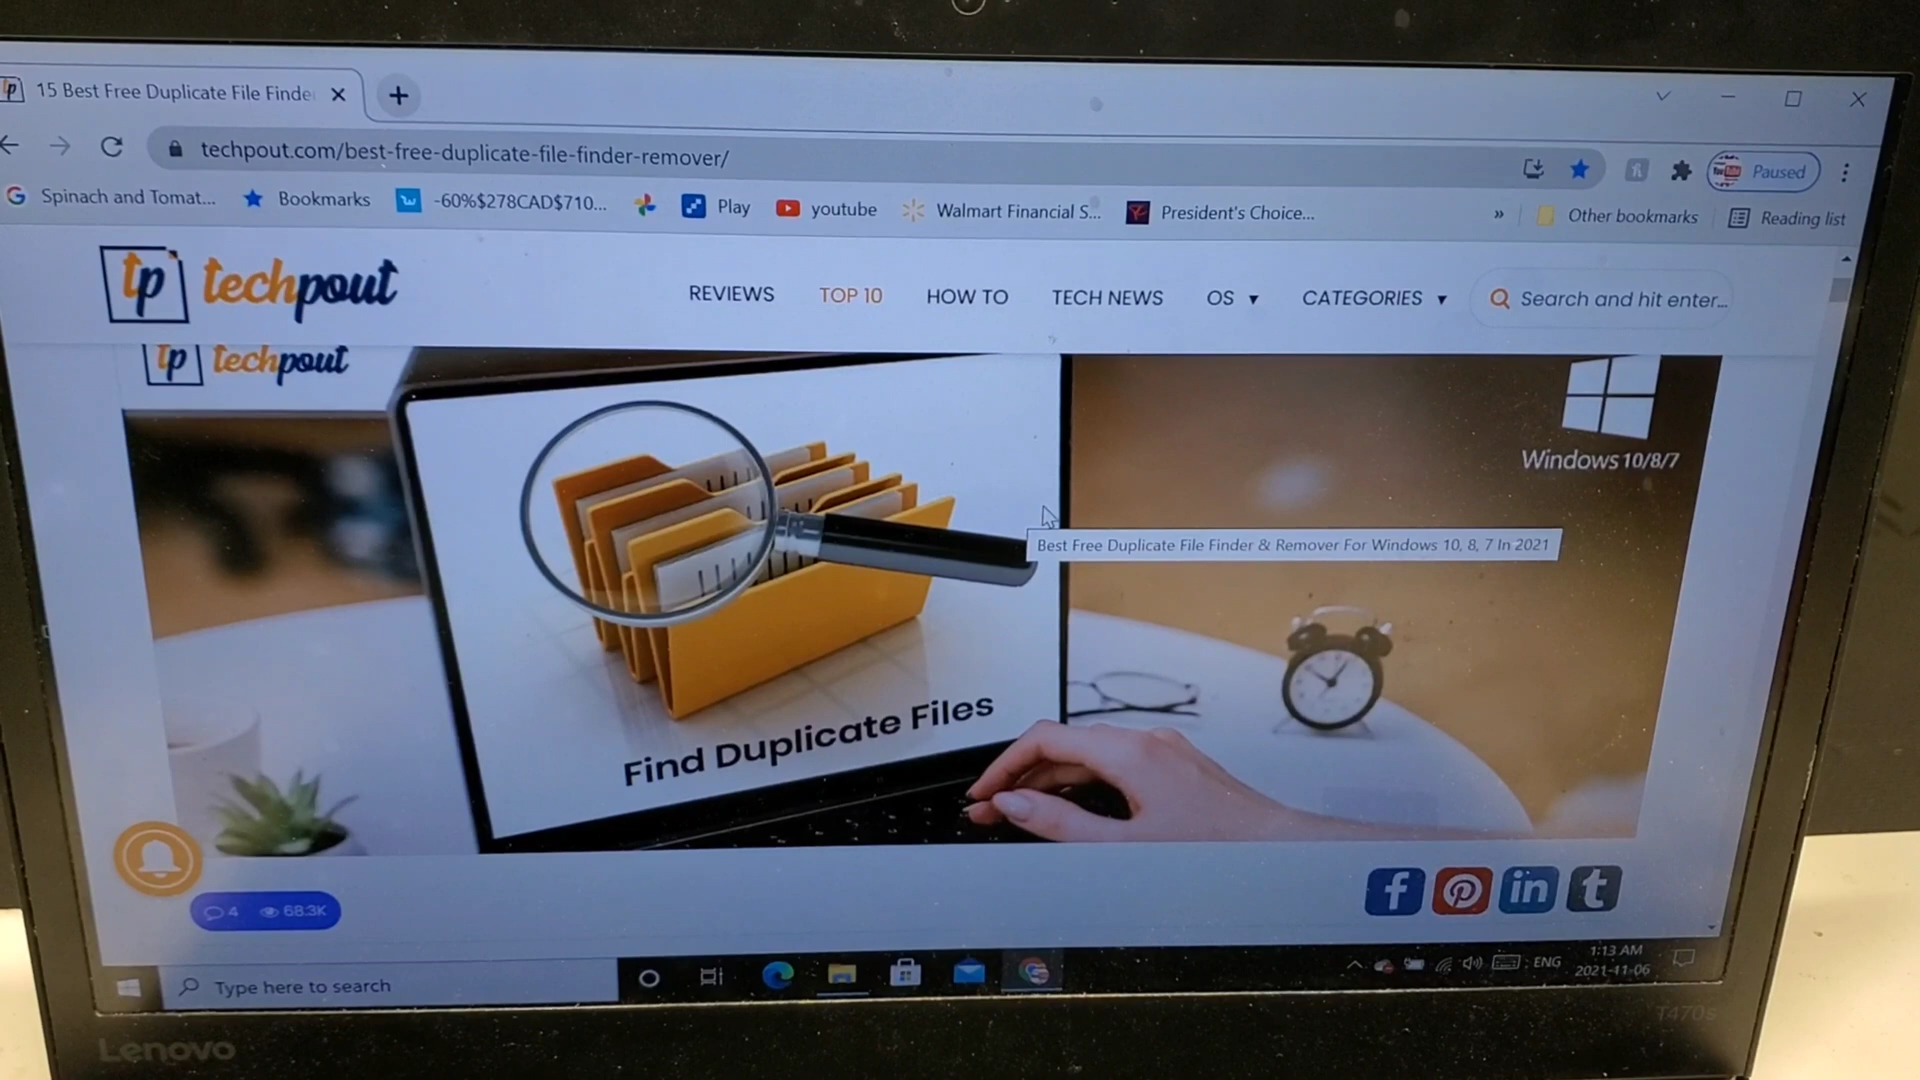 15 Best Free Duplicate File Finde
techpout.com/best-free-duplicate-file-finder-remover/
Paused
Spinach and Tomat... Bookmarks -60%$278CAD$710... Play youtube Walmart Financial S... President's Choice... » Other bookmarks Reading list
tp techpout REVIEWS TOP 10 HOW TO TECH NEWS OS ▾ CATEGORIES ▾ Search and hit enter...
tp techpout
Windows 10/8/7
Best Free Duplicate File Finder & Remover For Windows 10, 8, 7 In 2021
Find Duplicate Files
4 68.3K
f in t
Type here to search
ENG
1:13 AM
2021-11-06
Lenovo
T470s